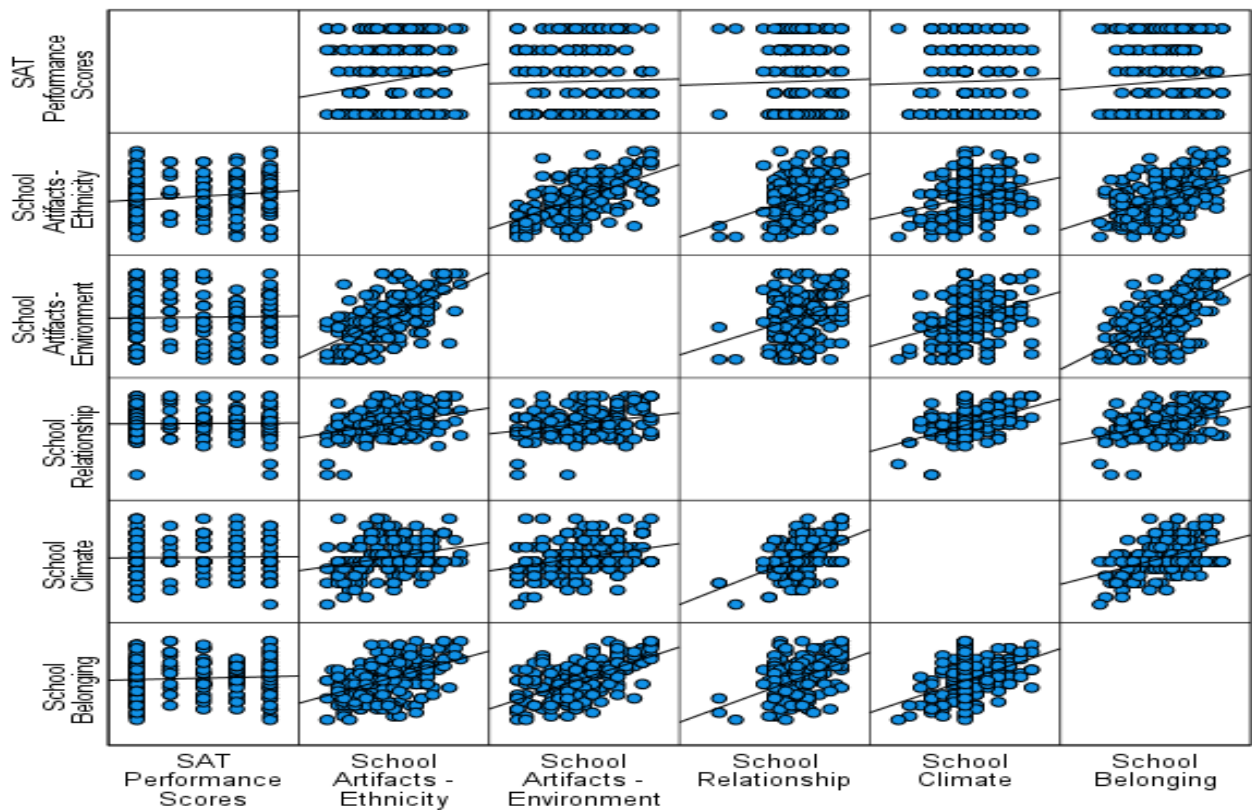 SAT
Peformance
Scores
School
Artifacts -
Ethnicity
School
Artifacts -
Environment
School
Relationship
School
Climate
School
Belonging
SAT
Performance
Scores
School
Artifacts -
Ethnicity
School
Artifacts -
Environment
School
Relationship
School
Climate
School
Belonging